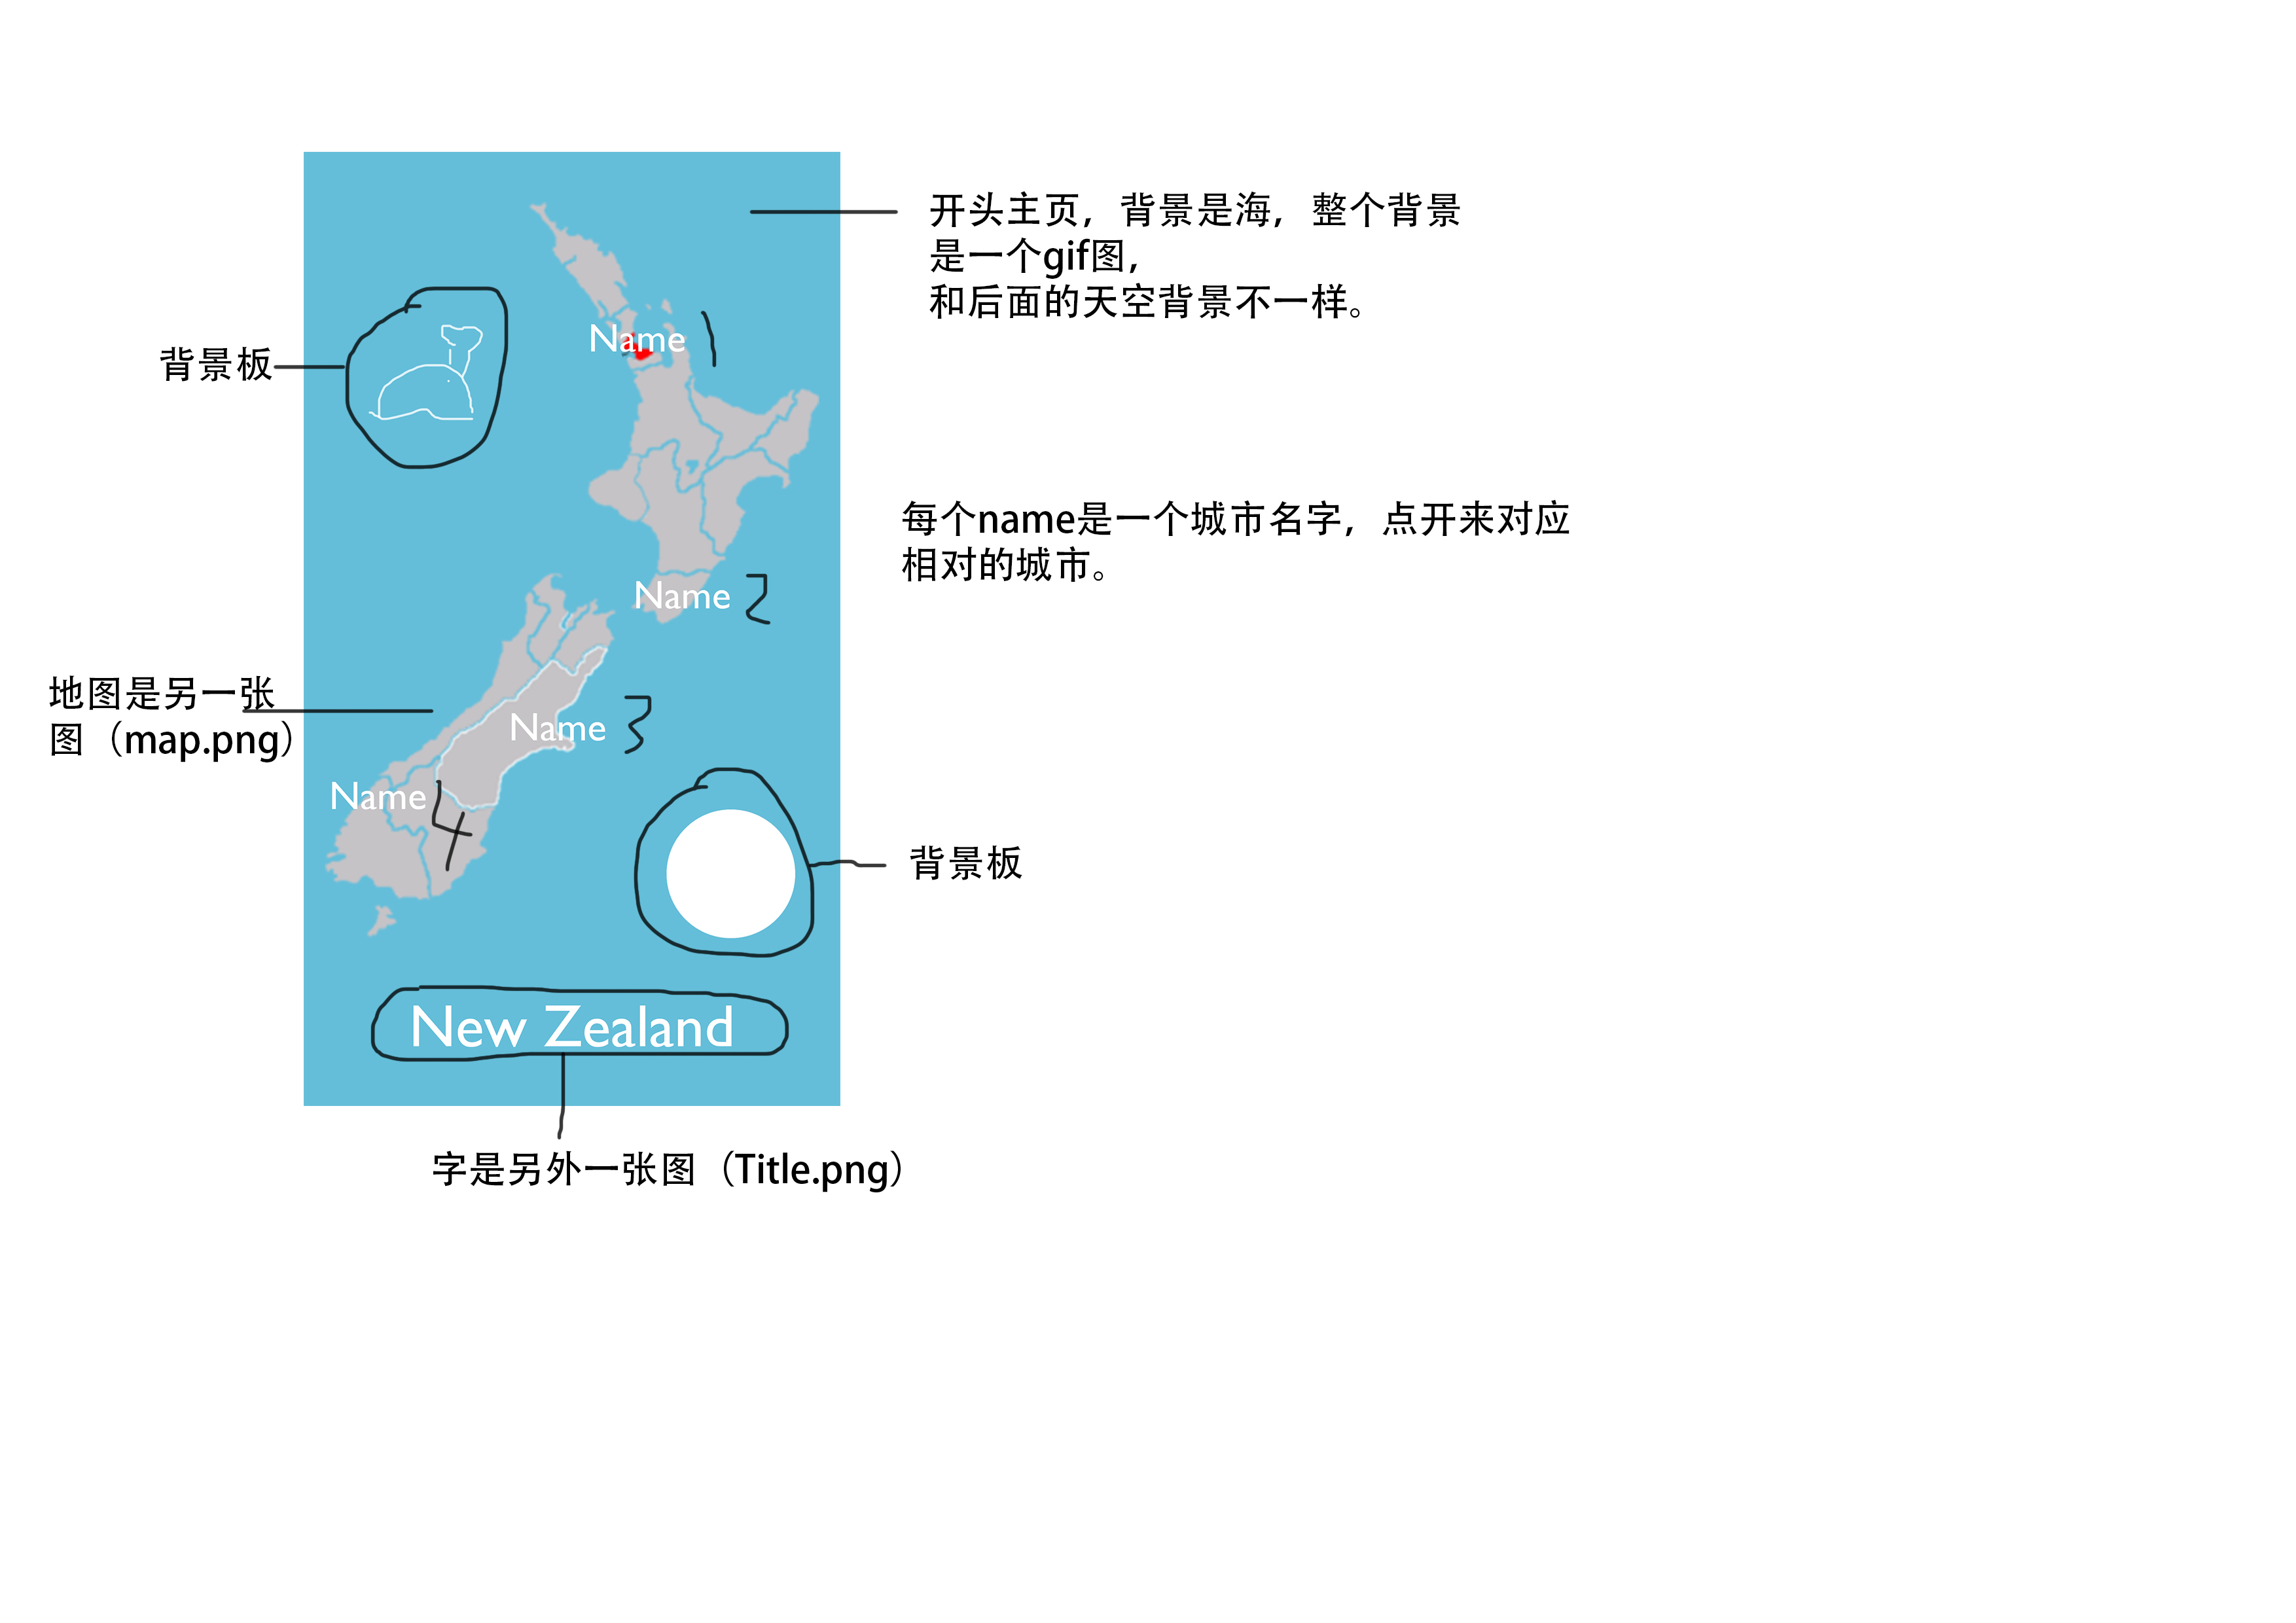 开头主页，背景是海，整个背景
是一个gif图，
和后面的天空背景不一样。
Name 1
背景板
每个name是一个城市名字，点开来对应
相对的城市。
Name 2
地图是另一张
图（map.png）
Name 3
Name 4
背景板
New Zealand
字是另外一张图（Title.png）